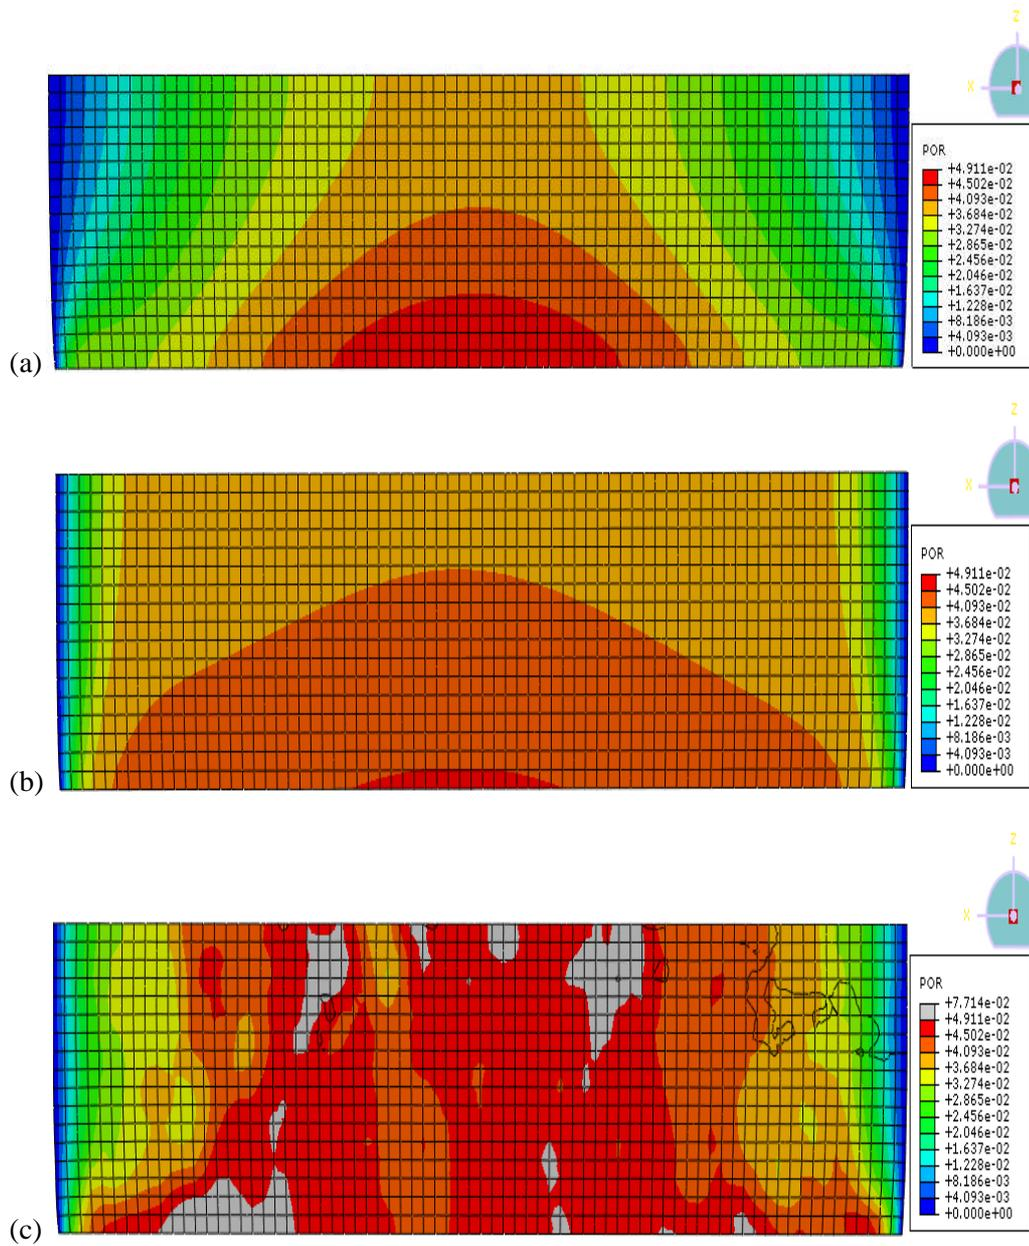 Z
X
POR
+4.911e-02
+4.502e-02
+4.093e-02
+3.684e-02
+3.274e-02
+2.865e-02
+2.456e-02
+2.046e-02
+1.637e-02
+1.228e-02
+8.186e-03
+4.093e-03
+0.000e+00
(a)
Z
X
POR
+4.911e-02
+4.502e-02
+4.093e-02
+3.684e-02
+3.274e-02
+2.865e-02
+2.456e-02
+2.046e-02
+1.637e-02
+1.228e-02
+8.186e-03
+4.093e-03
+0.000e+00
(b)
Z
X
POR
+7.714e-02
+4.911e-02
+4.502e-02
+4.093e-02
+3.684e-02
+3.274e-02
+2.865e-02
+2.456e-02
+2.046e-02
+1.637e-02
+1.228e-02
+8.186e-03
+4.093e-03
+0.000e+00
(c)